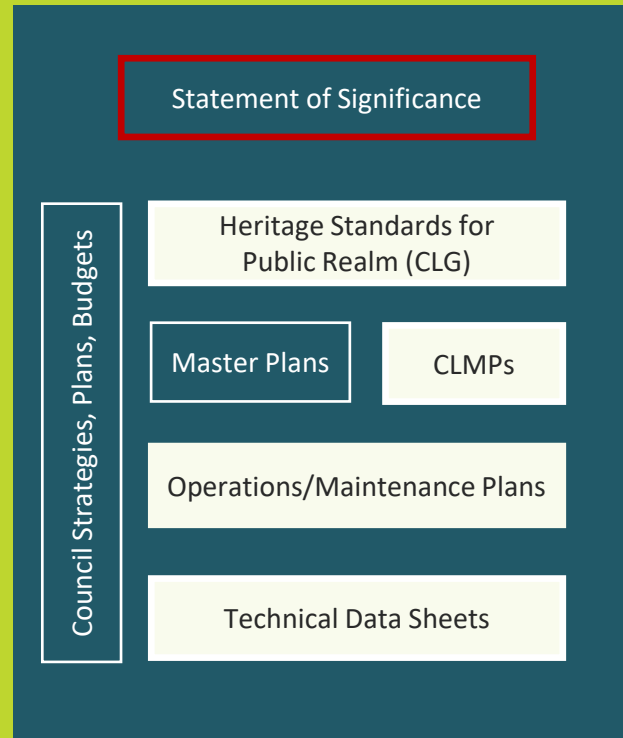 Statement of Significance
Council Strategies, Plans, Budgets
Heritage Standards for
Public Realm (CLG)
Master Plans
CLMPs
Operations/Maintenance Plans
Technical Data Sheets